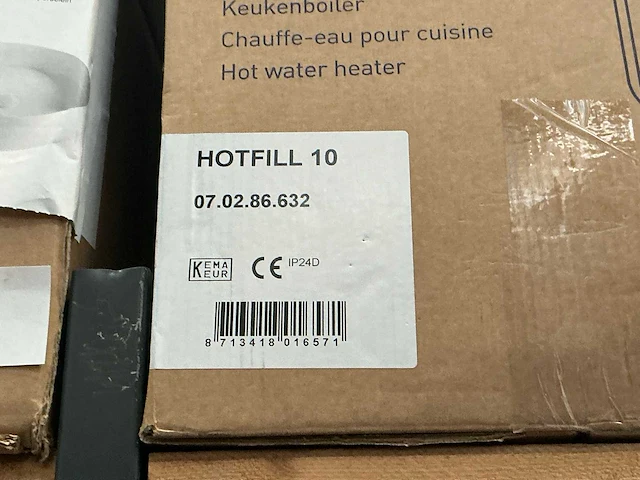 Keukenboiler
Chauffe-eau pour cuisine
Hot water heater
HOTFILL 10
07.02.86.632
KEMA
KEUR
CE IP24D
8 713418 016571